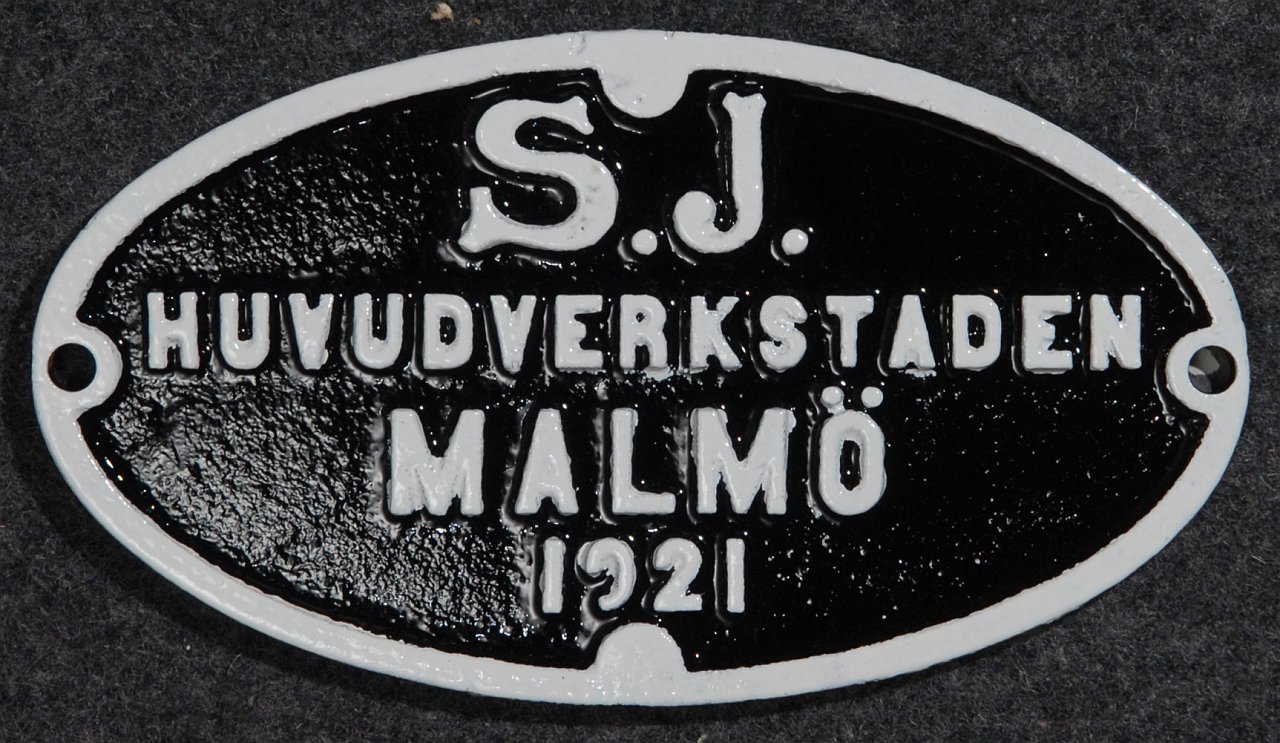 S.J.
HUVUDVERKSTADEN
MALMÖ
1921